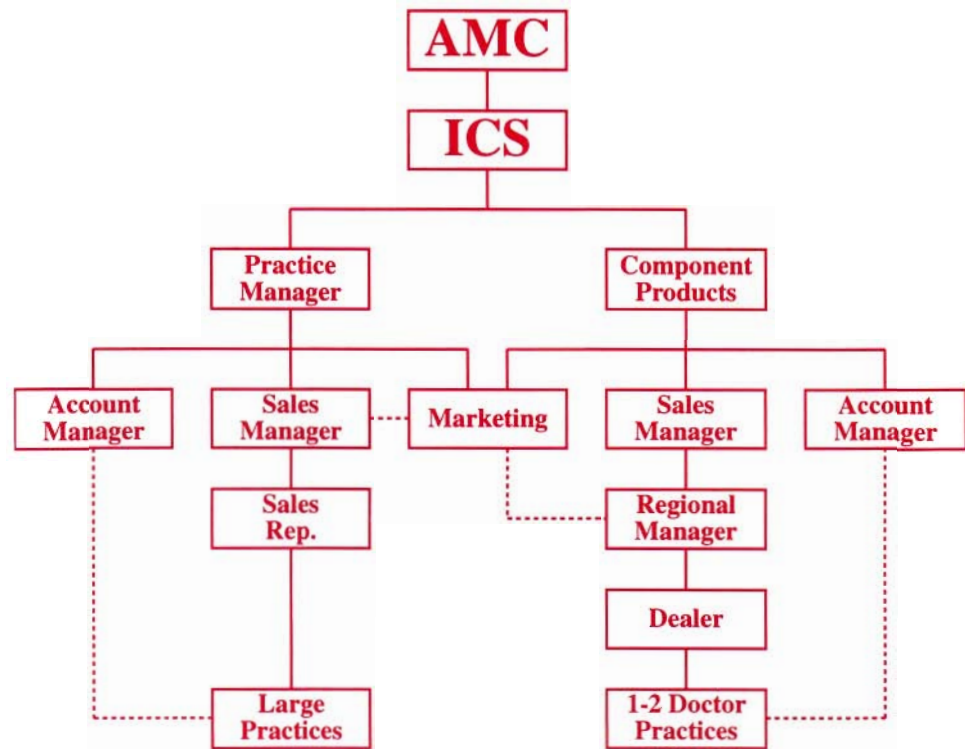 AMC
ICS
Practice
Manager
Component
Products
Account
Manager
Sales
Manager
Marketing
Sales
Manager
Account
Manager
Sales
Rep.
Regional
Manager
Dealer
Large
Practices
1-2 Doctor
Practices